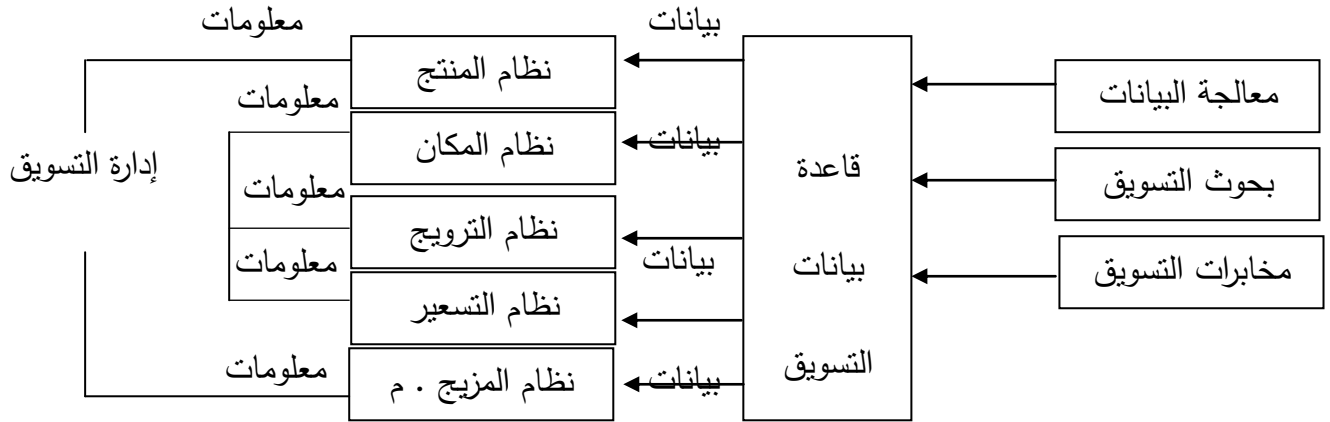 معالجة البيانات
بحوث التسويق
مخابرات التسويق
قاعدة
بيانات
التسويق
بيانات
بيانات
بيانات
بيانات
نظام المنتج
نظام المكان
نظام الترويج
نظام التسعير
نظام المزيج . م
معلومات
معلومات
معلومات
معلومات
معلومات
إدارة التسويق